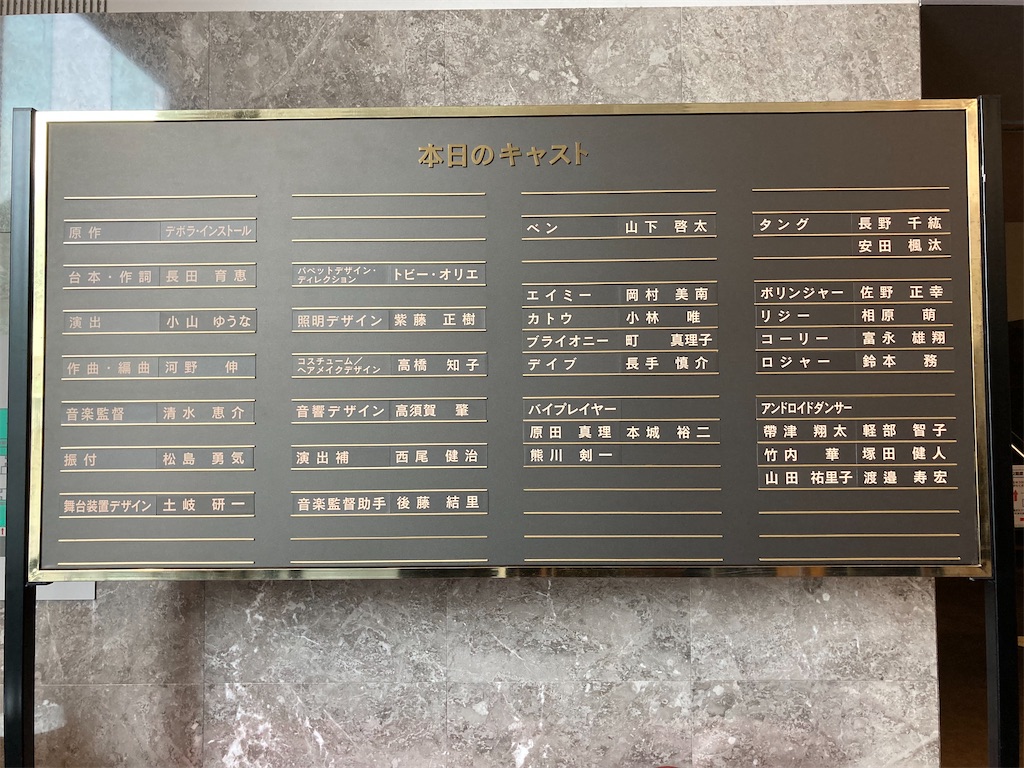 本日のキャスト
原作 デボラ・インストール
台本・作詞 長田 育恵
演出 小山 ゆうな
作曲・編曲 河野 伸
音楽監督 清水 恵介
振付 松島 勇気
舞台装置デザイン 土岐 研一
パペットデザイン・ディレクション トビー・オリエ
照明デザイン 紫藤 正樹
コスチューム/ヘアメイクデザイン 高橋 知子
音響デザイン 高須賀 肇
演出補 西尾 健治
音楽監督助手 後藤 結里
ベン 山下 啓太
エイミー 岡村 美南
カトウ 小林 唯
ブライオニー 町 真理子
デイブ 長手 慎介
バイプレイヤー
原田 真理 本城 裕二
熊川 剣一
タング 長野 千紘
安田 楓汰
ボリンジャー 佐野 正幸
リジー 相原 萌
コーリー 富永 雄翔
ロジャー 鈴本 務
アンドロイドダンサー
帶津 翔太 軽部 智子
竹内 華 塚田 健人
山田 祐里子 渡邉 寿宏